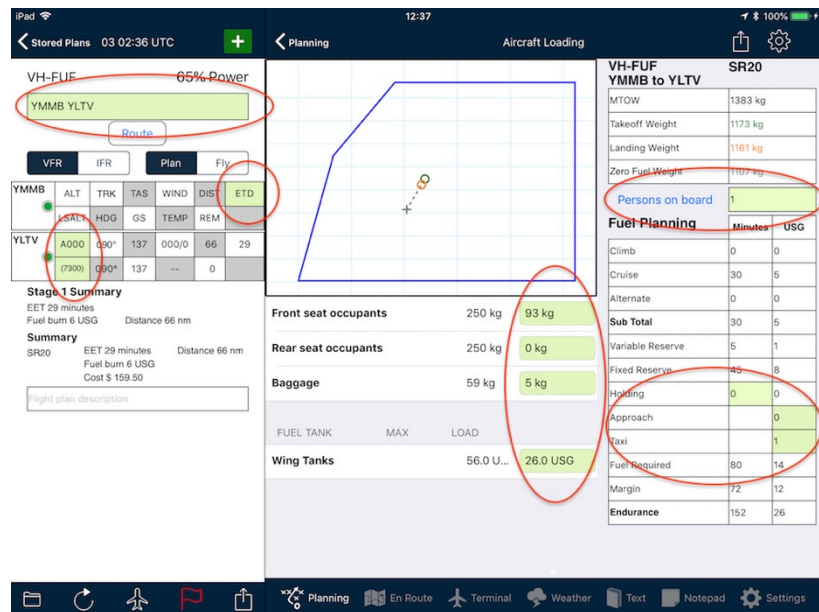 iPad 12:37 100%
Stored Plans 03 02:36 UTC +
VH-FUF 65% Power
YMMB YLTV
Route
VFR IFR Plan Fly
YMMB ALT TRK TAS WIND DIST ETD
LSALT HDG GS TEMP REM
YLTV A000 090° 137 000/0 66 29
(7300) 090° 137 -- 0
Stage 1 Summary
EET 29 minutes
Fuel burn 6 USG Distance 66 nm
Summary
SR20 EET 29 minutes Distance 66 nm
Fuel burn 6 USG
Cost $ 159.50
Flight plan description
Planning Aircraft Loading
Front seat occupants 250 kg 93 kg
Rear seat occupants 250 kg 0 kg
Baggage 59 kg 5 kg
FUEL TANK MAX LOAD
Wing Tanks 56.0 U... 26.0 USG
VH-FUF SR20
YMMB to YLTV
MTOW 1383 kg
Takeoff Weight 1173 kg
Landing Weight 1161 kg
Zero Fuel Weight 1107 kg
Persons on board 1
Fuel Planning Minutes USG
Climb 0 0
Cruise 30 5
Alternate 0 0
Sub Total 30 5
Variable Reserve 5 1
Fixed Reserve 45 8
Holding 0 0
Approach 0
Taxi 1
Fuel Required 80 14
Margin 72 12
Endurance 152 26
Planning En Route Terminal Weather Text Notepad Settings